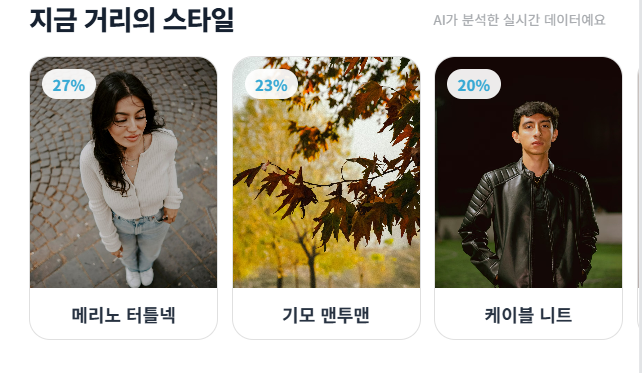 지금 거리의 스타일
AI가 분석한 실시간 데이터예요
27%
23%
20%
메리노 터틀넥
기모 맨투맨
케이블 니트